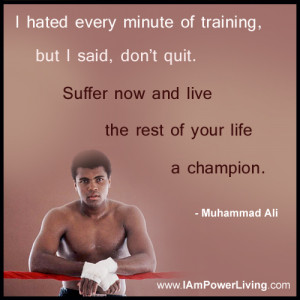 I hated every minute of training,
but I said, don't quit.
Suffer now and live
the rest of your life
a champion.
- Muhammad Ali
www.IAmPowerLiving.com